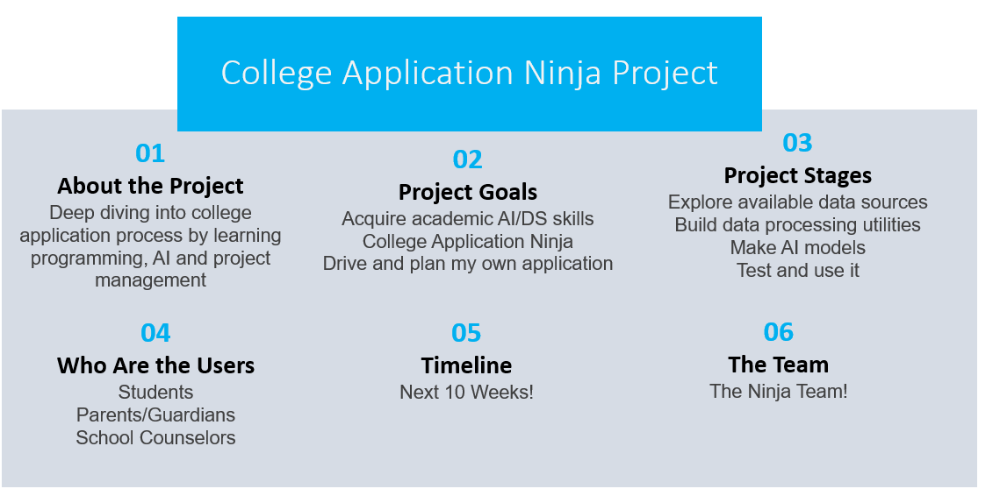 College Application Ninja Project
01
About the Project
Deep diving into college
application process by learning
programming, AI and project
management
02
Project Goals
Acquire academic AI/DS skills
College Application Ninja
Drive and plan my own application
03
Project Stages
Explore available data sources
Build data processing utilities
Make AI models
Test and use it
04
Who Are the Users
Students
Parents/Guardians
School Counselors
05
Timeline
Next 10 Weeks!
06
The Team
The Ninja Team!